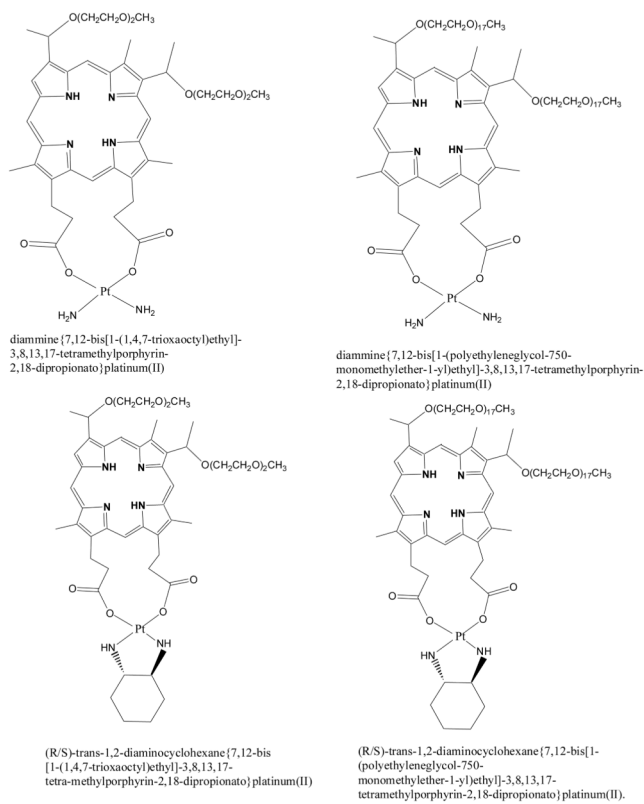 O(CH₂CH₂O)₂CH₃
O(CH₂CH₂O)₂CH₃
NH N
N HN
O O
O O
Pt
H₂N NH₂
diammine{7,12-bis[1-(1,4,7-trioxaoctyl)ethyl]-
3,8,13,17-tetramethylporphyrin-
2,18-dipropionato}platinum(II)
O(CH₂CH₂O)₁₇CH₃
O(CH₂CH₂O)₁₇CH₃
NH N
N HN
O O
O O
Pt
H₂N NH₂
diammine{7,12-bis[1-(polyethyleneglycol-750-
monomethylether-1-yl)ethyl]-3,8,13,17-tetramethylporphyrin-
2,18-dipropionato}platinum(II)
O(CH₂CH₂O)₂CH₃
O(CH₂CH₂O)₂CH₃
NH N
N HN
O O
O O
Pt
HN NH
(R/S)-trans-1,2-diaminocyclohexane{7,12-bis
[1-(1,4,7-trioxaoctyl)ethyl]-3,8,13,17-
tetra-methylporphyrin-2,18-dipropionato}platinum(II)
O(CH₂CH₂O)₁₇CH₃
O(CH₂CH₂O)₁₇CH₃
NH N
N HN
O O
O O
Pt
HN NH
(R/S)-trans-1,2-diaminocyclohexane{7,12-bis[1-
(polyethyleneglycol-750-
monomethylether-1-yl)ethyl]-3,8,13,17-
tetramethylporphyrin-2,18-dipropionato}platinum(II).